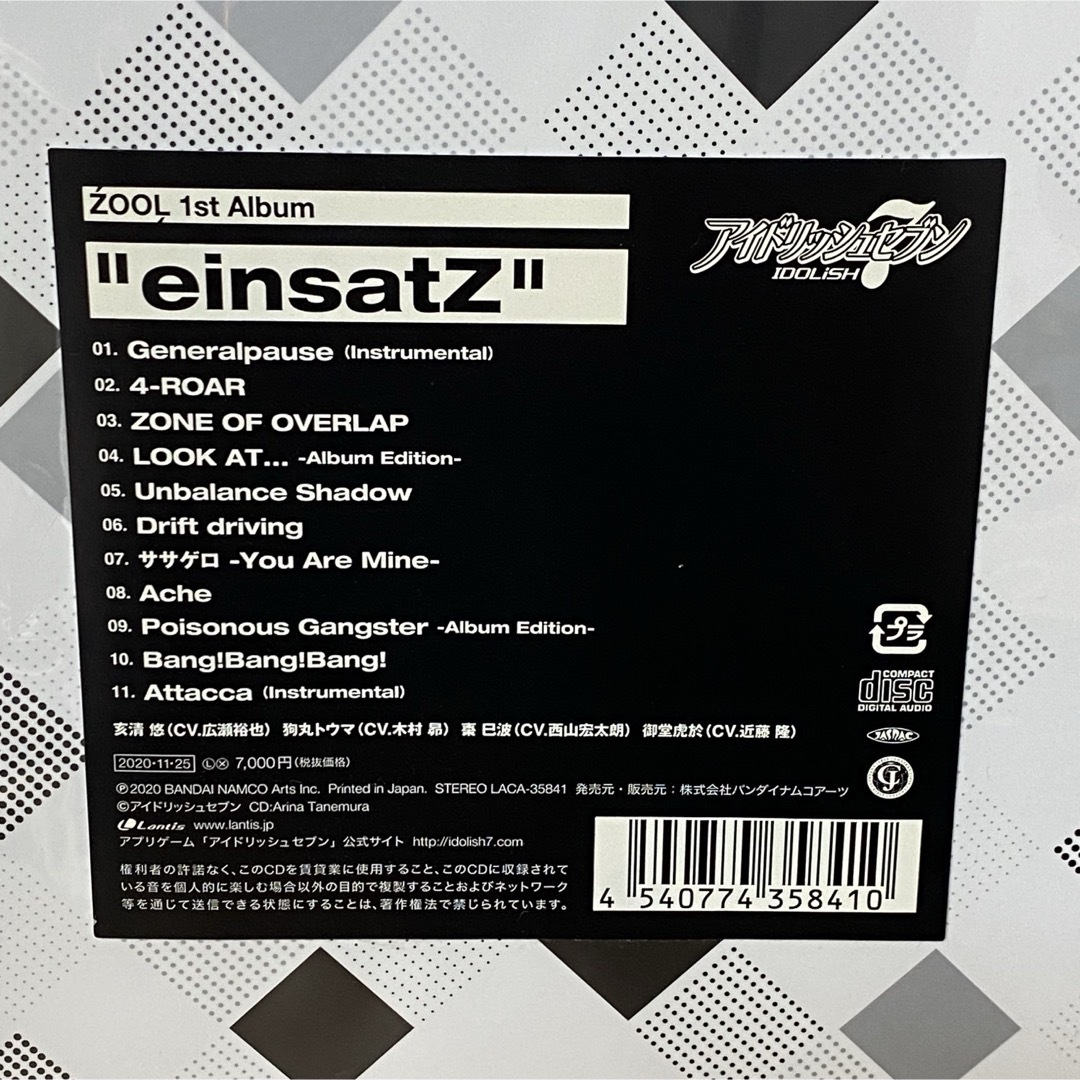 ŹOOĻ 1st Album
アイドリッシュセブン
7
IDOLiSH
"einsatZ"
01. Generalpause (Instrumental)
02. 4-ROAR
03. ZONE OF OVERLAP
04. LOOK AT... -Album Edition-
05. Unbalance Shadow
06. Drift driving
07. ササゲロ -You Are Mine-
08. Ache
09. Poisonous Gangster -Album Edition-
10. Bang!Bang!Bang!
11. Attacca (Instrumental)
プラ
COMPACT
disc
DIGITAL AUDIO
亥清 悠(CV.広瀬裕也) 狗丸トウマ(CV.木村 昴) 棗 巳波(CV.西山宏太朗) 御堂虎於(CV.近藤 隆)
JASRAC
2020・11・25 Ⓛⓧ 7,000円(税抜価格)
℗2020 BANDAI NAMCO Arts Inc. Printed in Japan. STEREO LACA-35841 発売元・販売元:株式会社バンダイナムコアーツ
©アイドリッシュセブン CD:Arina Tanemura
Lantis www.lantis.jp
アプリゲーム「アイドリッシュセブン」公式サイト http://idolish7.com
権利者の許諾なく、このCDを賃貸業に使用すること、このCDに収録されて
いる音を個人的に楽しむ場合以外の目的で複製することおよびネットワーク
等を通じて送信できる状態にすることは、著作権法で禁じられています。
4 540774 358410